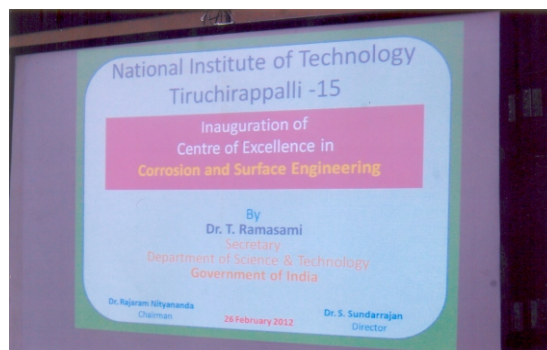 National Institute of Technology
Tiruchirappalli -15
Inauguration of
Centre of Excellence in
Corrosion and Surface Engineering
By
Dr. T. Ramasami
Secretary
Department of Science & Technology
Government of India
Dr. Rajaram Nityananda
Chairman
26 February 2012
Dr. S. Sundarrajan
Director